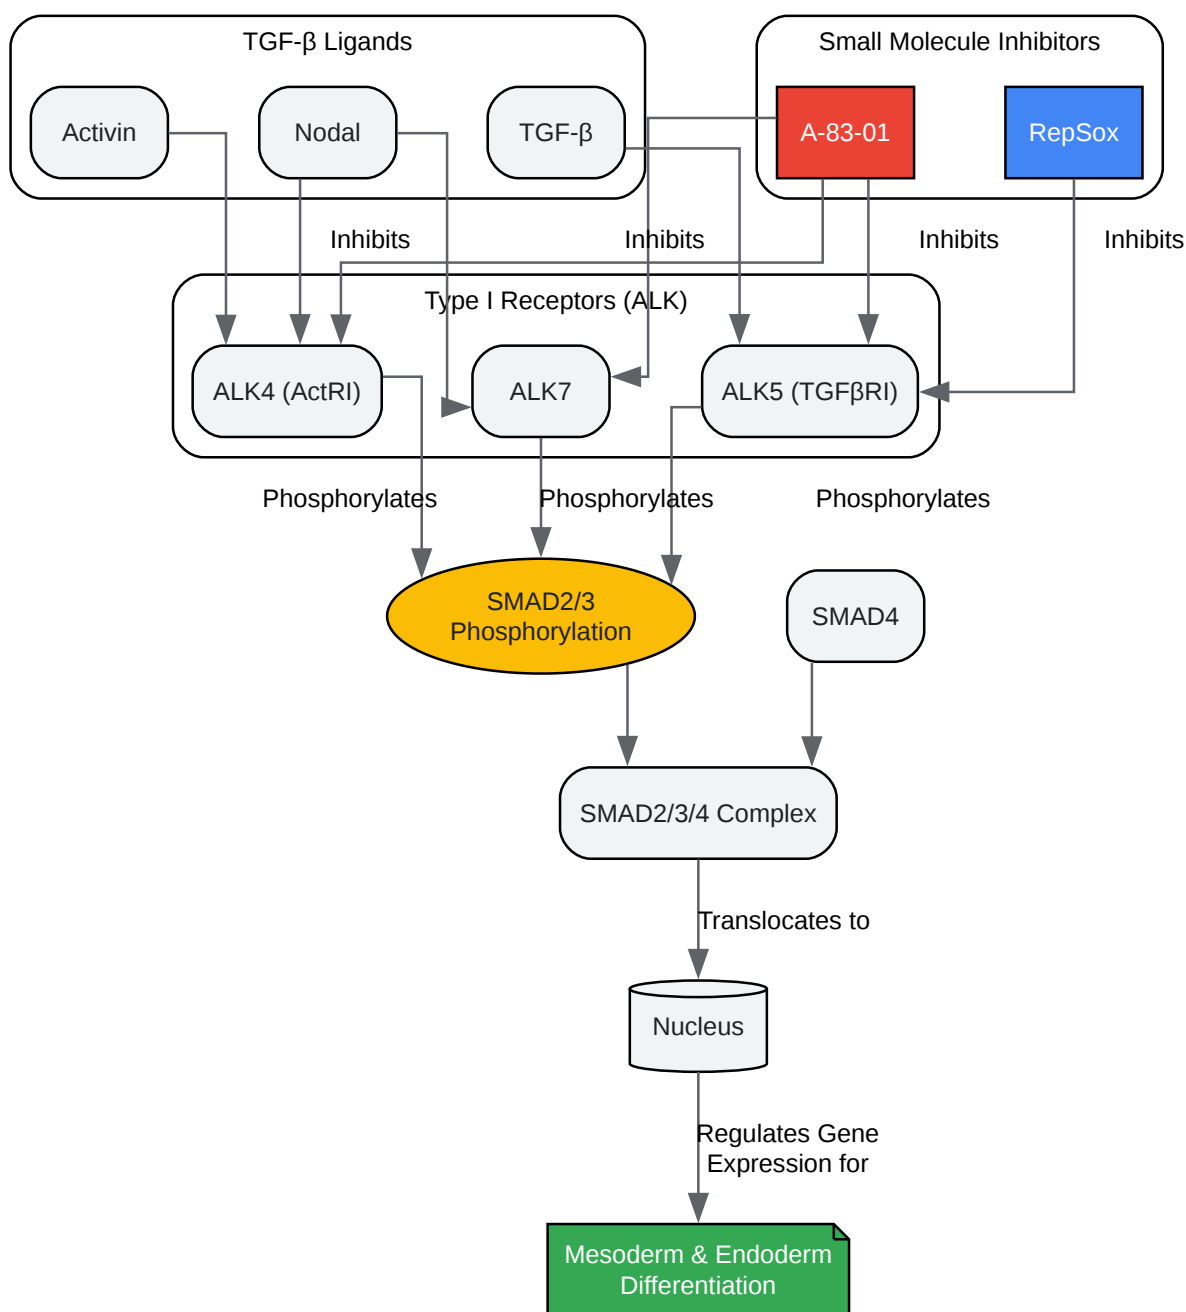 TGF-β Ligands
Small Molecule Inhibitors
Activin
Nodal
TGF-β
A-83-01
RepSox
Inhibits
Inhibits
Inhibits
Inhibits
Type I Receptors (ALK)
ALK4 (ActRI)
ALK7
ALK5 (TGFβRI)
Phosphorylates
Phosphorylates
Phosphorylates
SMAD2/3
Phosphorylation
SMAD4
SMAD2/3/4 Complex
Translocates to
Nucleus
Regulates Gene
Expression for
Mesoderm & Endoderm
Differentiation